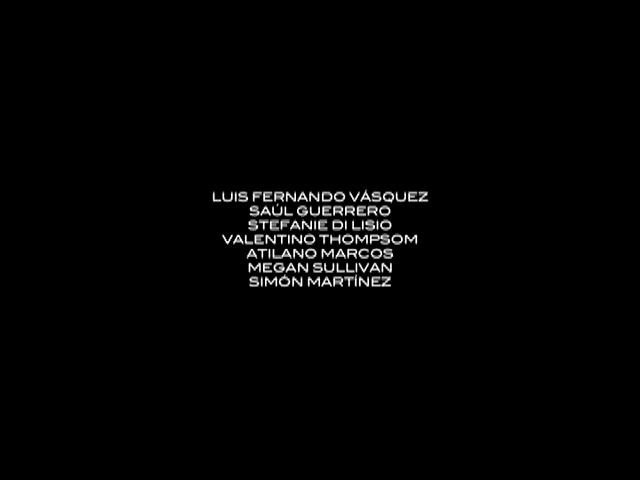 LUIS FERNANDO VÁSQUEZ
SAÚL GUERRERO
STEFANIE DI LISIO
VALENTINO THOMPSOM
ATILANO MARCOS
MEGAN SULLIVAN
SIMÓN MARTÍNEZ